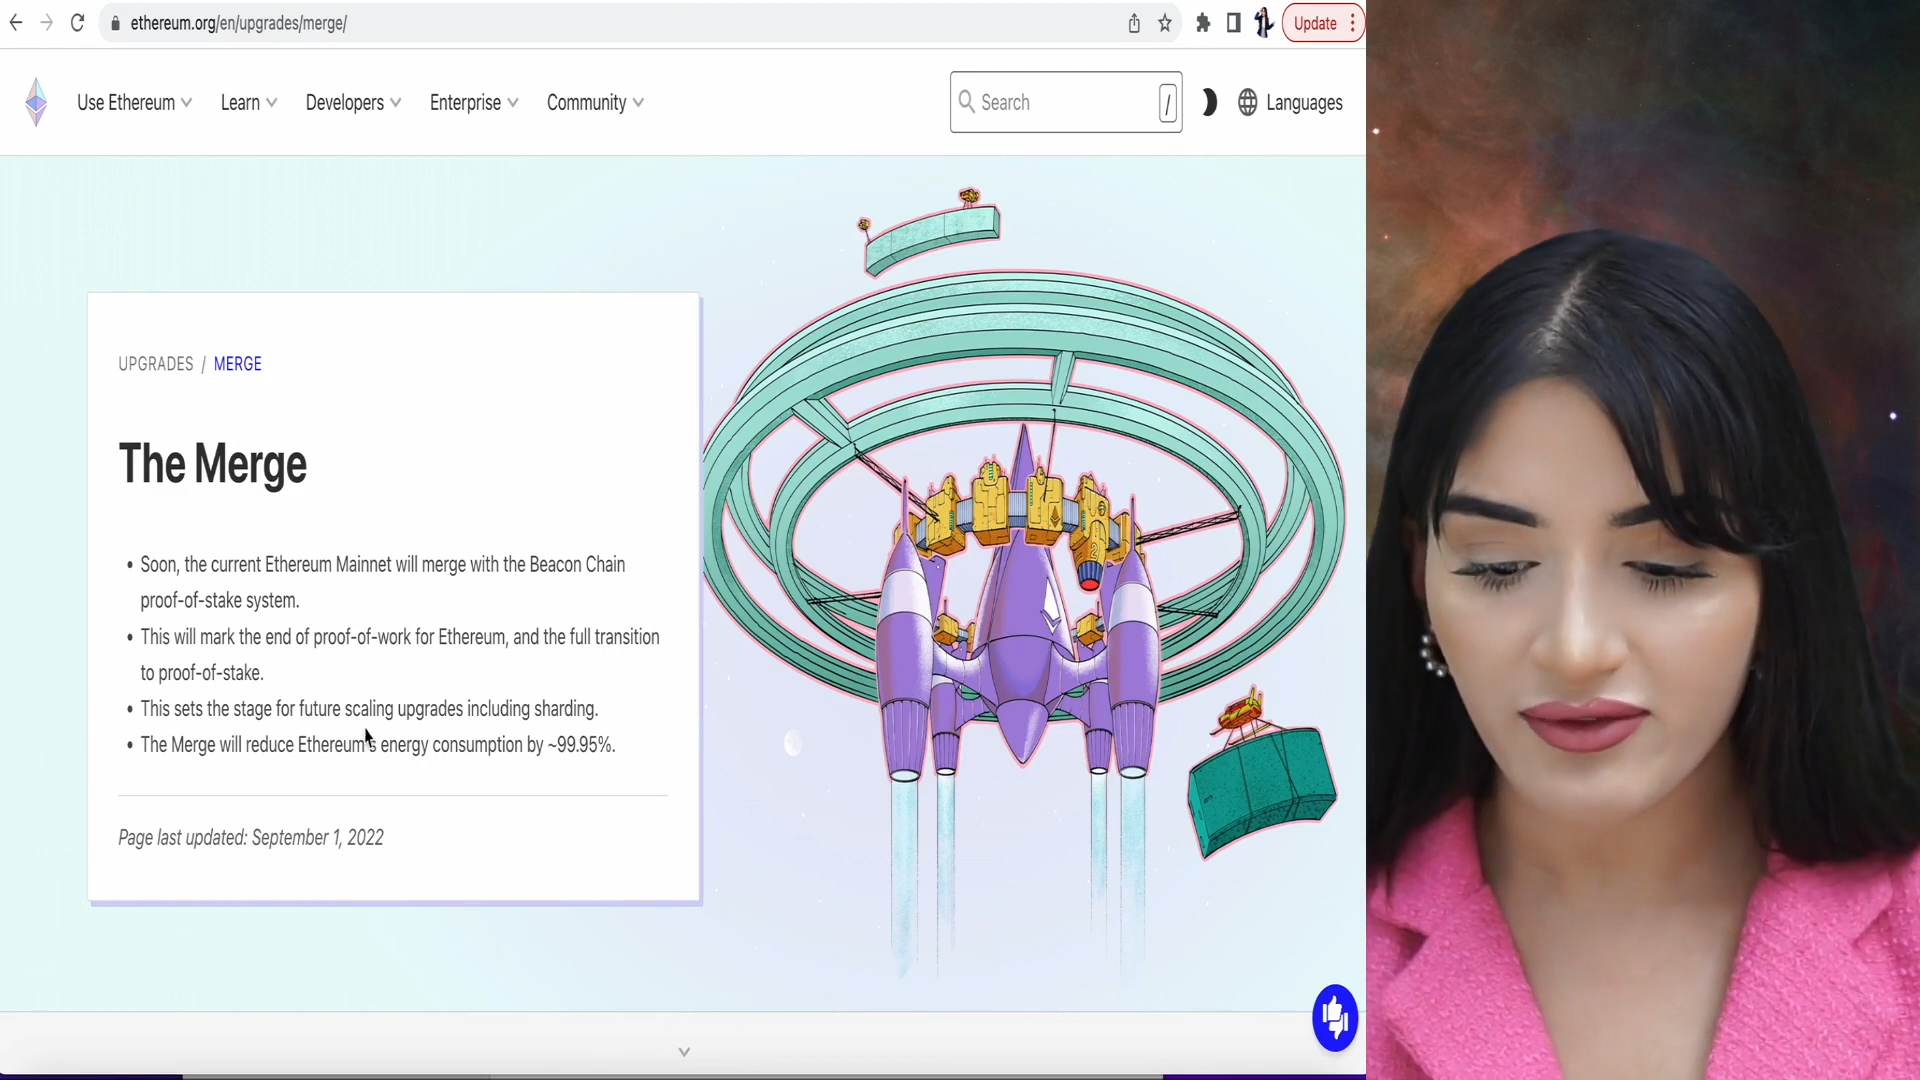 ethereum.org/en/upgrades/merge/
Update
Use Ethereum
Learn
Developers
Enterprise
Community
Search
/
Languages
UPGRADES / MERGE
The Merge
• Soon, the current Ethereum Mainnet will merge with the Beacon Chain
proof-of-stake system.
• This will mark the end of proof-of-work for Ethereum, and the full transition
to proof-of-stake.
• This sets the stage for future scaling upgrades including sharding.
• The Merge will reduce Ethereum's energy consumption by ~99.95%.
Page last updated: September 1, 2022